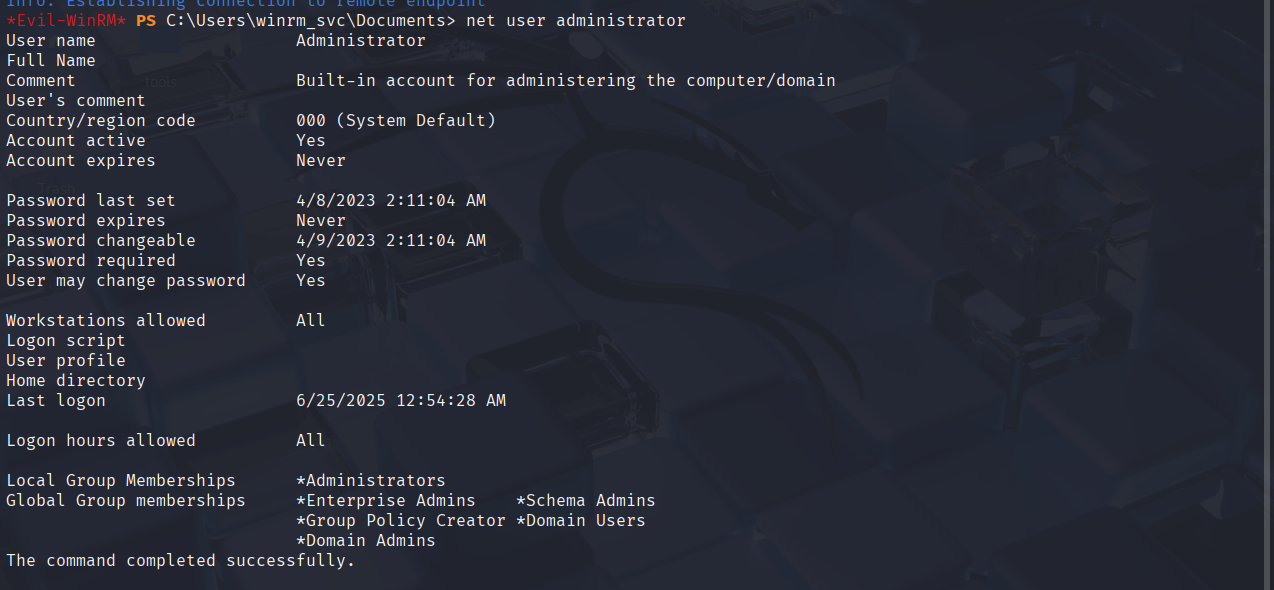 Info: Establishing connection to remote endpoint
*Evil-WinRM* PS C:\Users\winrm_svc\Documents> net user administrator
User name                    Administrator
Full Name
Comment                      Built-in account for administering the computer/domain
User's comment
Country/region code          000 (System Default)
Account active               Yes
Account expires              Never
Password last set            4/8/2023 2:11:04 AM
Password expires             Never
Password changeable          4/9/2023 2:11:04 AM
Password required            Yes
User may change password     Yes
Workstations allowed         All
Logon script
User profile
Home directory
Last logon                   6/25/2025 12:54:28 AM
Logon hours allowed          All
Local Group Memberships      *Administrators
Global Group memberships     *Enterprise Admins    *Schema Admins
                             *Group Policy Creator *Domain Users
                             *Domain Admins
The command completed successfully.
tools
Trash